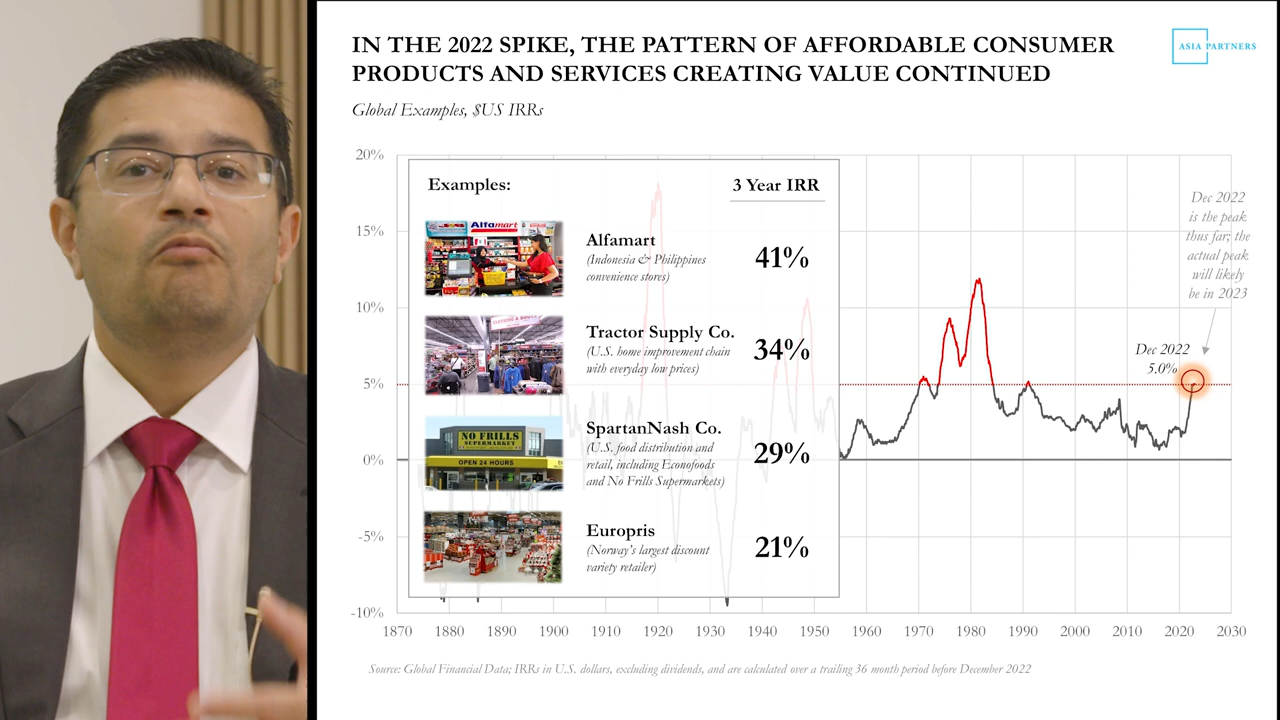 IN THE 2022 SPIKE, THE PATTERN OF AFFORDABLE CONSUMER
PRODUCTS AND SERVICES CREATING VALUE CONTINUED
ASIA PARTNERS
Global Examples, $US IRRs
20%
15%
10%
5%
0%
-5%
-10%
Examples:
3 Year IRR
Alfamart
Alfamart
(Indonesia & Philippines
convenience stores)
41%
Tractor Supply Co.
(U.S. home improvement chain
with everyday low prices)
34%
NO FRILLS
SUPERMARKET
OPEN 24 HOURS
SpartanNash Co.
(U.S. food distribution and
retail, including Econofoods
and No Frills Supermarkets)
29%
Europris
(Norway's largest discount
variety retailer)
21%
Dec 2022
is the peak
thus far; the
actual peak
will likely
be in 2023
Dec 2022
5.0%
1870 1880 1890 1900 1910 1920 1930 1940 1950 1960 1970 1980 1990 2000 2010 2020 2030
Source: Global Financial Data; IRRs in U.S. dollars, excluding dividends, and are calculated over a trailing 36 month period before December 2022